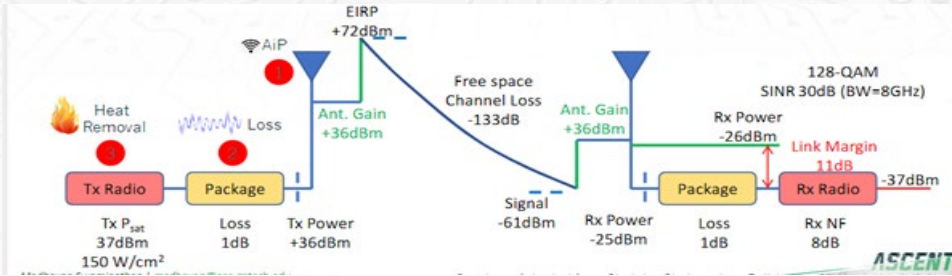 EIRP
+72dBm
AiP
1
Heat
Removal
3
Loss
2
Ant. Gain
+36dBm
Free space
Channel Loss
-133dB
Ant. Gain
+36dBm
128-QAM
SINR 30dB (BW=8GHz)
Rx Power
-26dBm
Link Margin
11dB
-37dBm
Tx Radio
Package
Package
Rx Radio
Tx Psat
37dBm
150 W/cm²
Loss
1dB
Tx Power
+36dBm
Signal
-61dBm
Rx Power
-25dBm
Loss
1dB
Rx NF
8dB
ASCENT